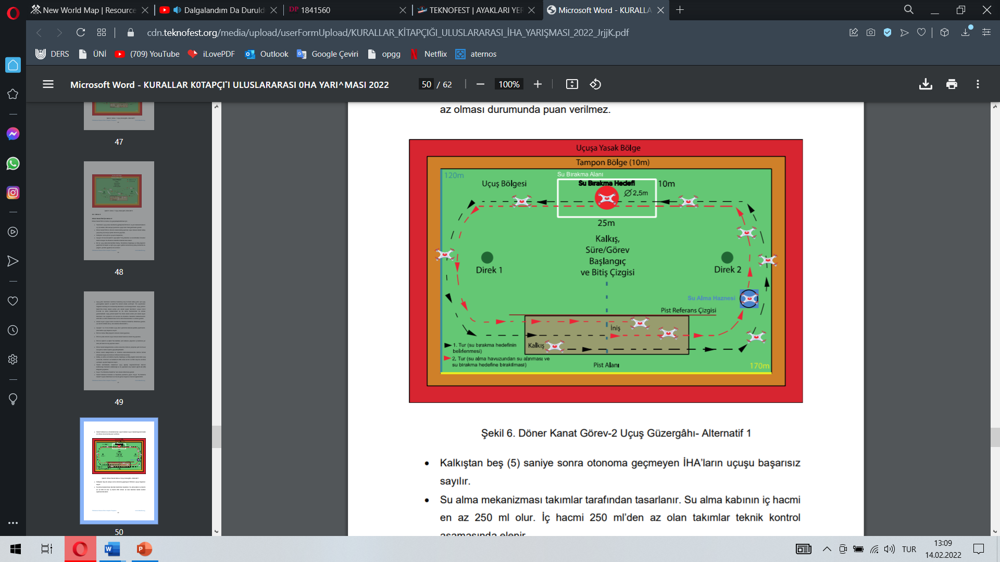 New World Map | Resource
Dalgalandım Da Duruld
DP 1841560
TEKNOFEST | AYAKLARI YER
Microsoft Word - KURALLA
cdn.teknofest.org/media/upload/userFormUpload/KURALLAR_KİTAPÇIĞI_ULUSLARARASI_İHA_YARIŞMASI_2022_JrjjK.pdf
DERS
ÜNİ
(709) YouTube
iLovePDF
Outlook
Google Çeviri
opgg
Netflix
aternos
Microsoft Word - KURALLAR K0TAPÇI˚I ULUSLARARASI 0HA YARI^MASI 2022
50 / 62
100%
47
48
49
50
az olması durumunda puan verilmez.
Uçuşa Yasak Bölge
Tampon Bölge (10m)
120m
Su Bırakma Alanı
Uçuş Bölgesi
Su Bırakma Hedefi
10m
∅ 2.5m
25m
Kalkış,
Süre/Görev
Başlangıç
ve Bitiş Çizgisi
Direk 1
Direk 2
Su Alma Haznesi
Pist Referans Çizgisi
İniş
Kalkış
1. Tur (su bırakma hedefinin
belirlenmesi)
2. Tur (su alma havuzundan su alınması ve
su bırakma hedefine bırakılması)
Pist Alanı
170m
Şekil 6. Döner Kanat Görev-2 Uçuş Güzergâhı- Alternatif 1
• Kalkıştan beş (5) saniye sonra otonoma geçmeyen İHA'ların uçuşu başarısız
sayılır.
• Su alma mekanizması takımlar tarafından tasarlanır. Su alma kabının iç hacmi
en az 250 ml olur. İç hacmi 250 ml'den az olan takımlar teknik kontrol
aşamasında elenir.
TUR
13:09
14.02.2022